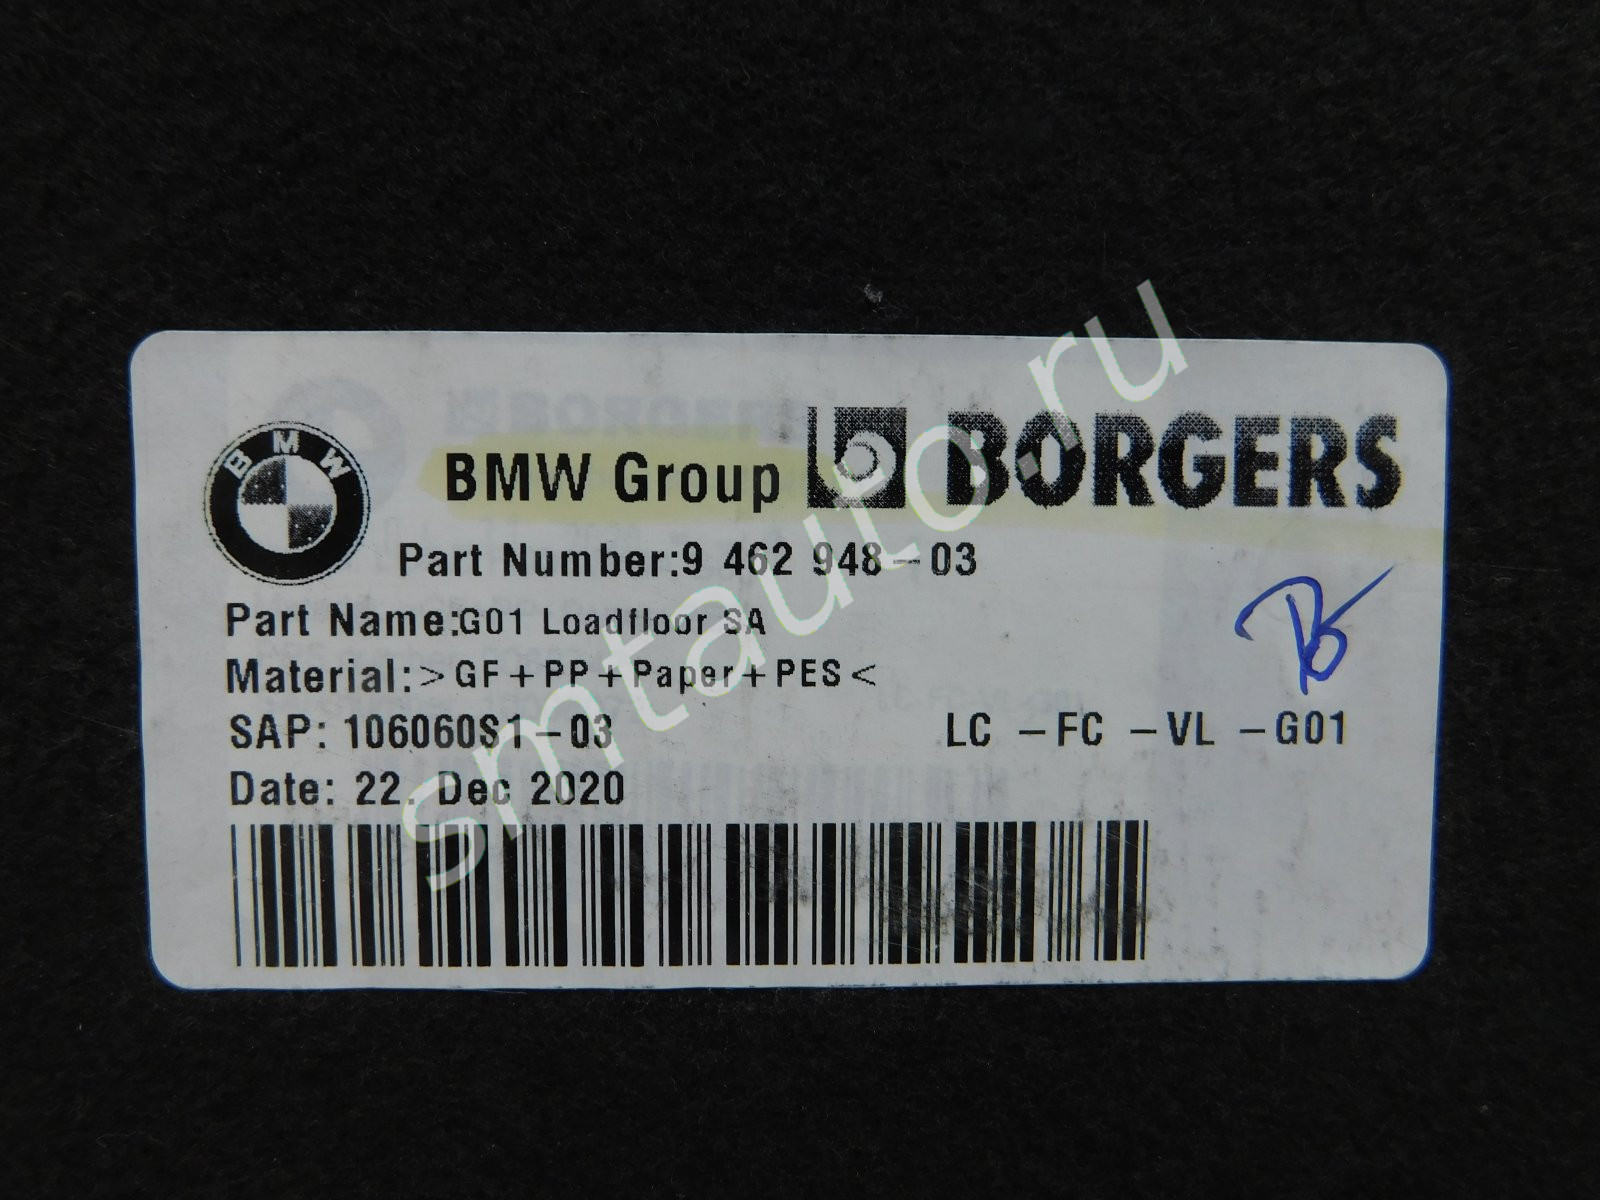 BMW
BMW Group BORGERS
Part Number:9 462 948-03
Part Name:G01 Loadfloor SA
Material:>GF+PP+Paper+PES<
SAP: 106060S1-03 LC -FC -VL -G01
Date: 22. Dec 2020
smtauto.ru